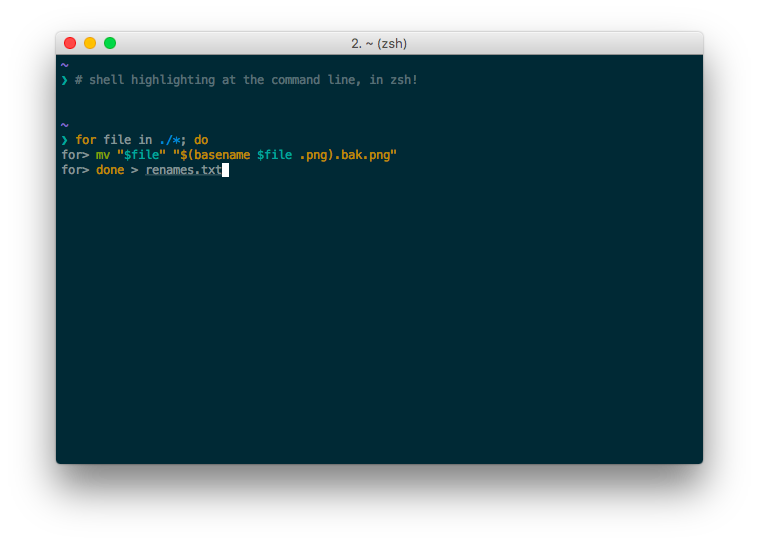 2. ~ (zsh)
~
❯ # shell highlighting at the command line, in zsh!
~
❯ for file in ./*; do
for> mv "$file" "$(basename $file .png).bak.png"
for> done > renames.txt